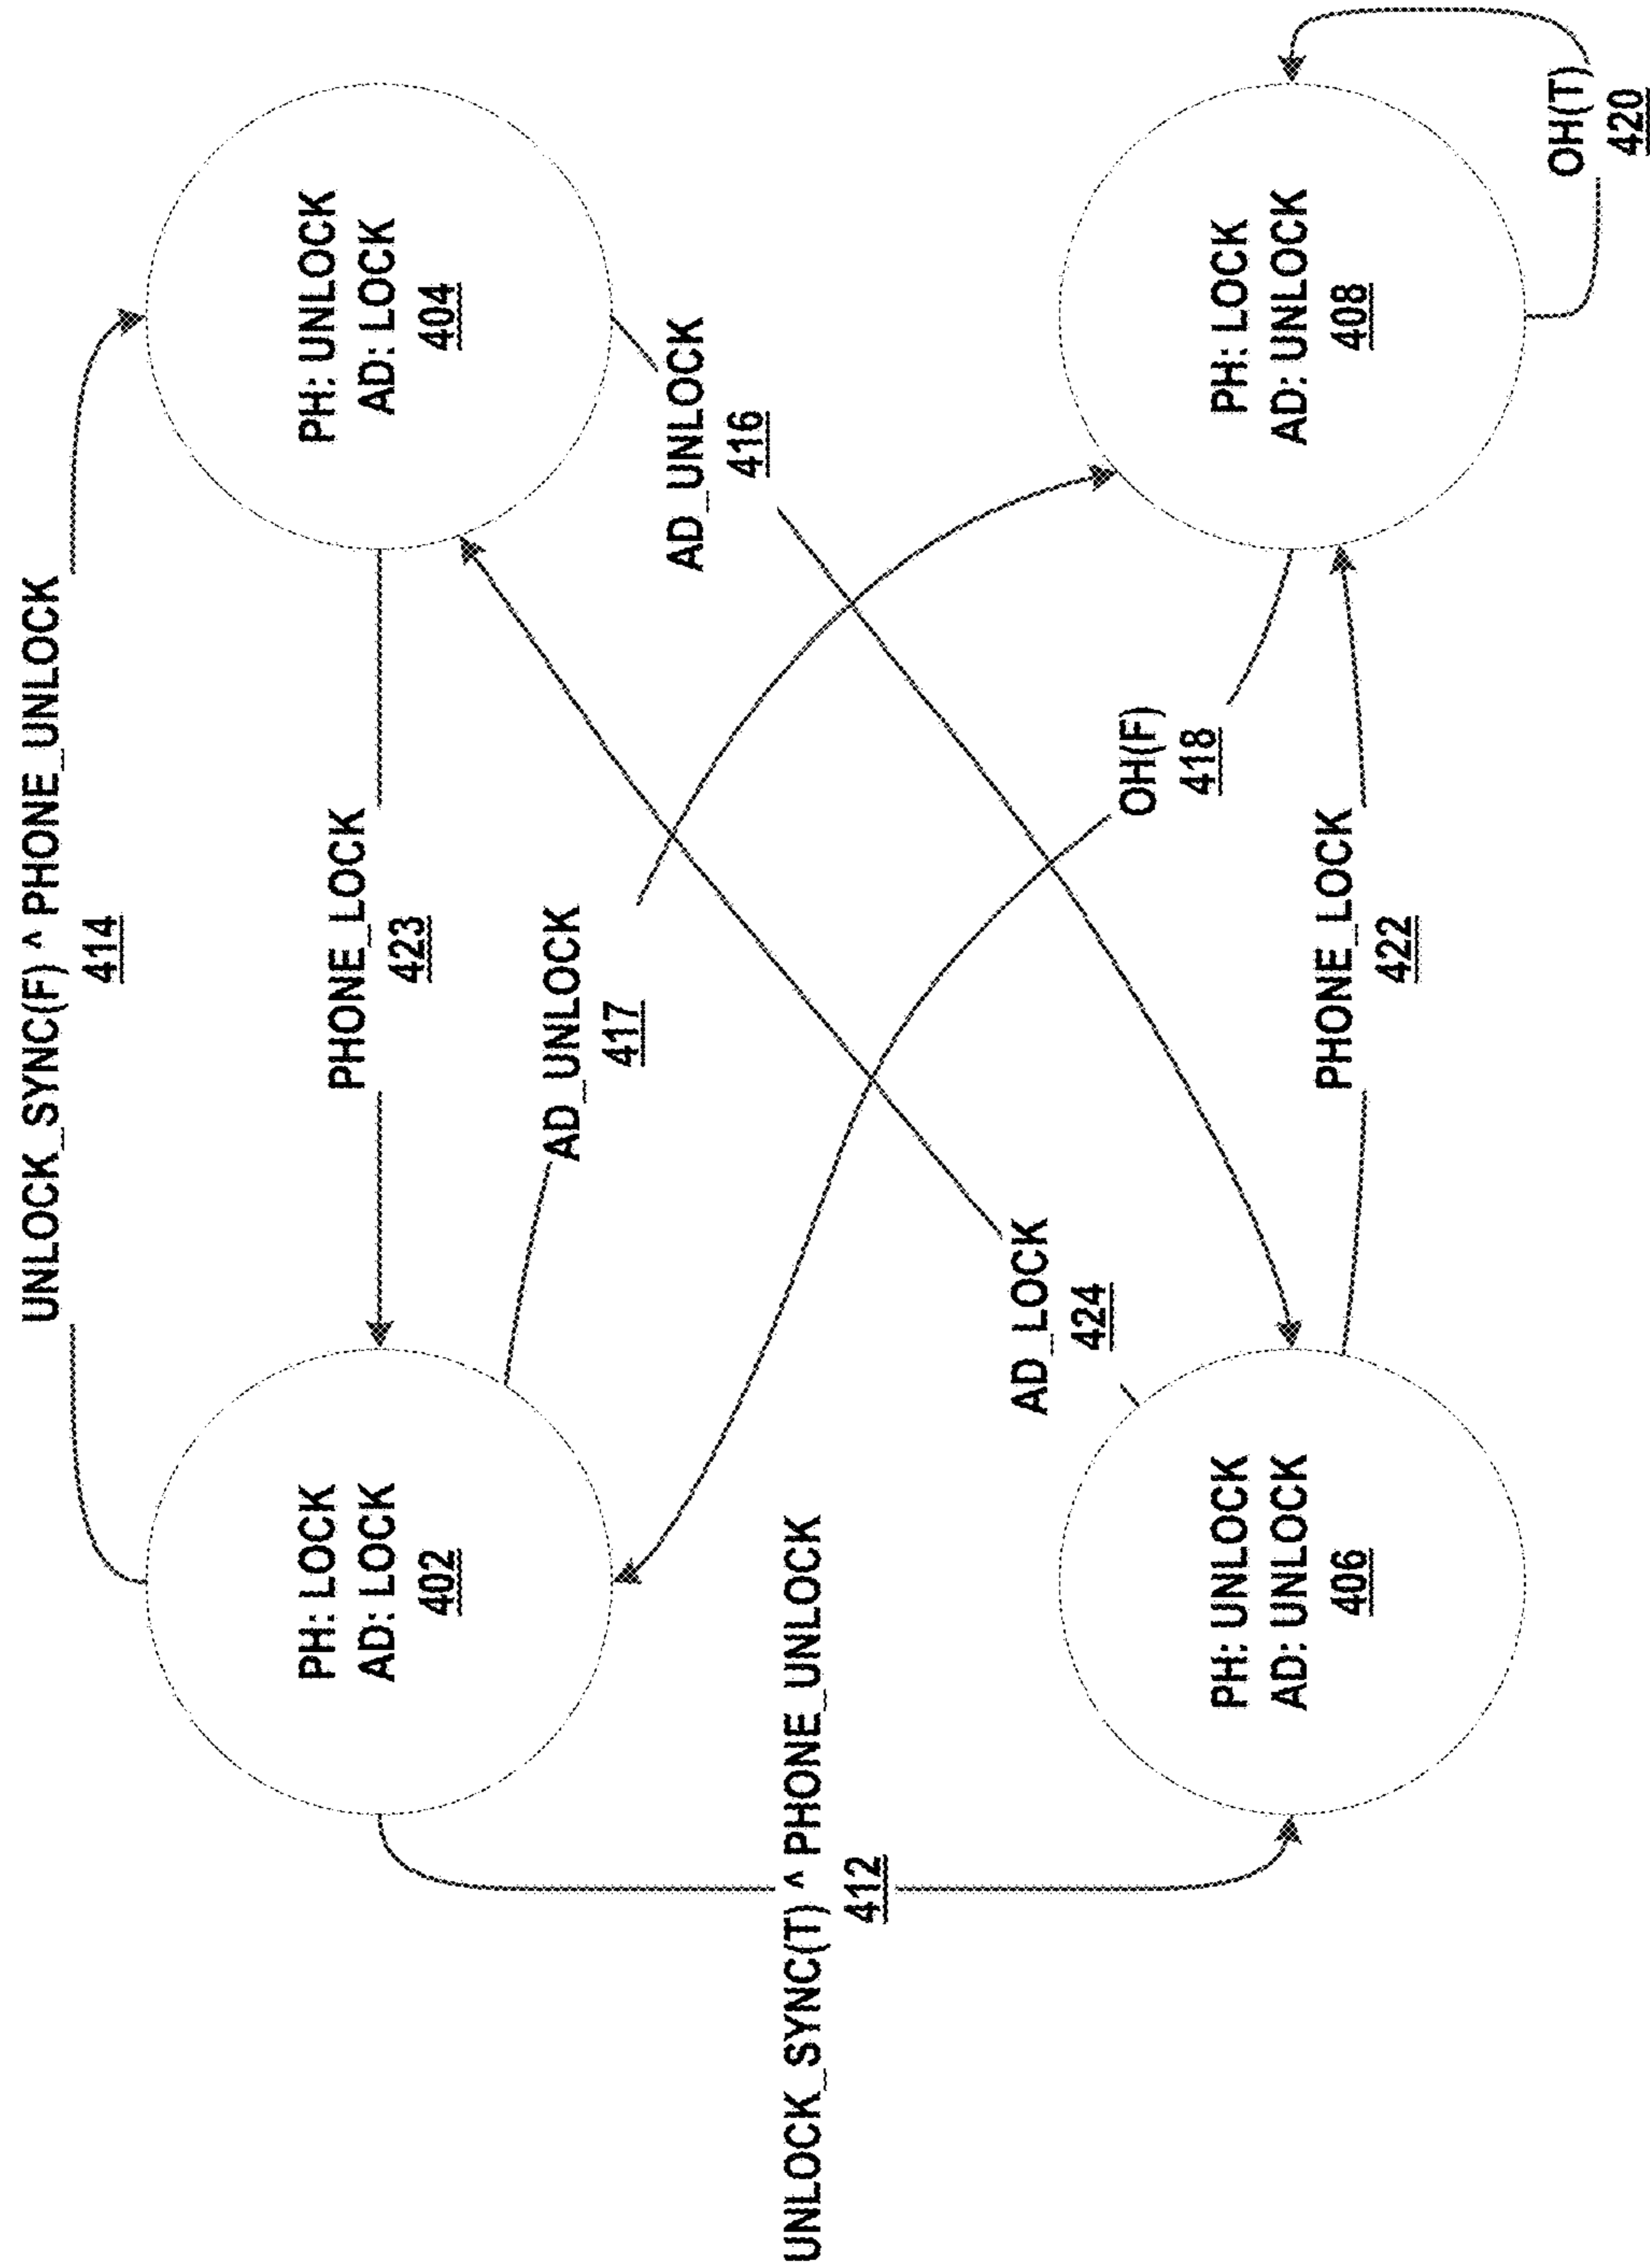 UNLOCK_SYNC(F) ^ PHONE_UNLOCK
414
PH: LOCK
AD: LOCK
402
PHONE_LOCK
423
PH: UNLOCK
AD: LOCK
404
AD_UNLOCK
417
AD_UNLOCK
416
UNLOCK_SYNC(T) ^ PHONE_UNLOCK
412
AD_LOCK
424
OH(F)
418
PH: UNLOCK
AD: UNLOCK
406
PHONE_LOCK
422
PH: LOCK
AD: UNLOCK
408
OH(T)
420